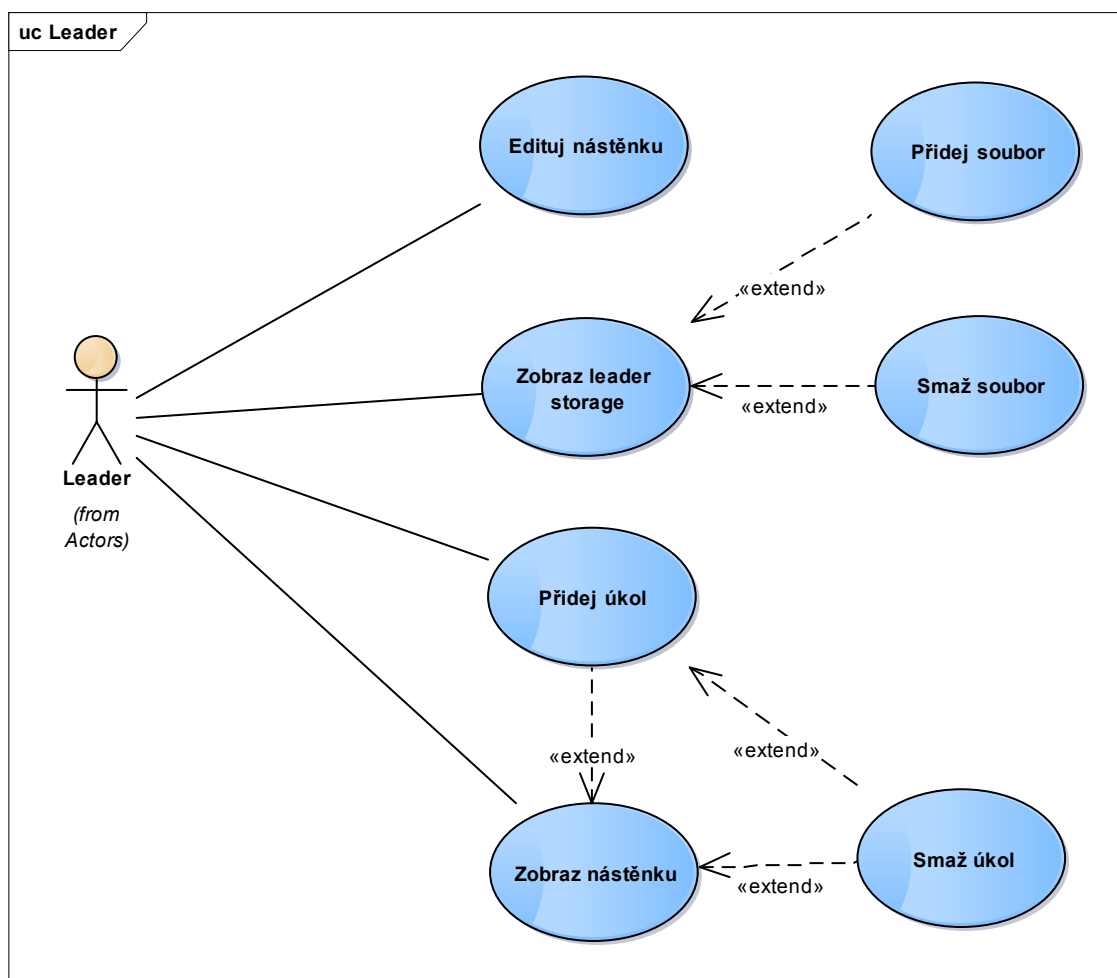 uc Leader
Edituj nástěnku
Přidej soubor
«extend»
Zobraz leader
storage
Smaž soubor
«extend»
Leader
(from
Actors)
Přidej úkol
«extend»
«extend»
Zobraz nástěnku
Smaž úkol
«extend»